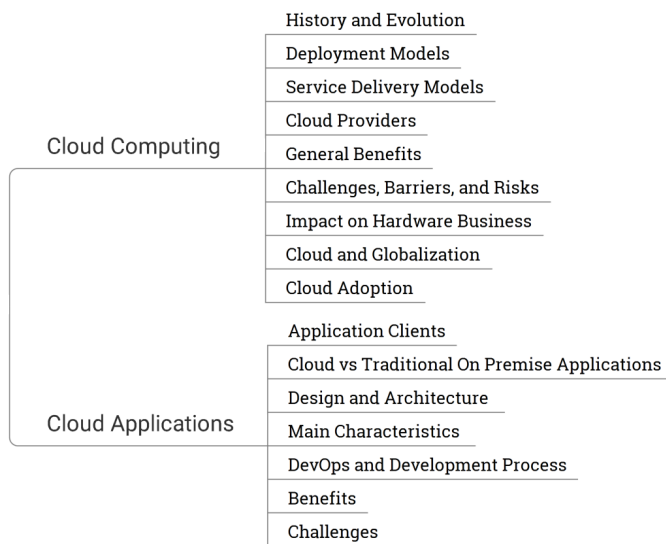 Cloud Computing
History and Evolution
Deployment Models
Service Delivery Models
Cloud Providers
General Benefits
Challenges, Barriers, and Risks
Impact on Hardware Business
Cloud and Globalization
Cloud Adoption
Cloud Applications
Application Clients
Cloud vs Traditional On Premise Applications
Design and Architecture
Main Characteristics
DevOps and Development Process
Benefits
Challenges